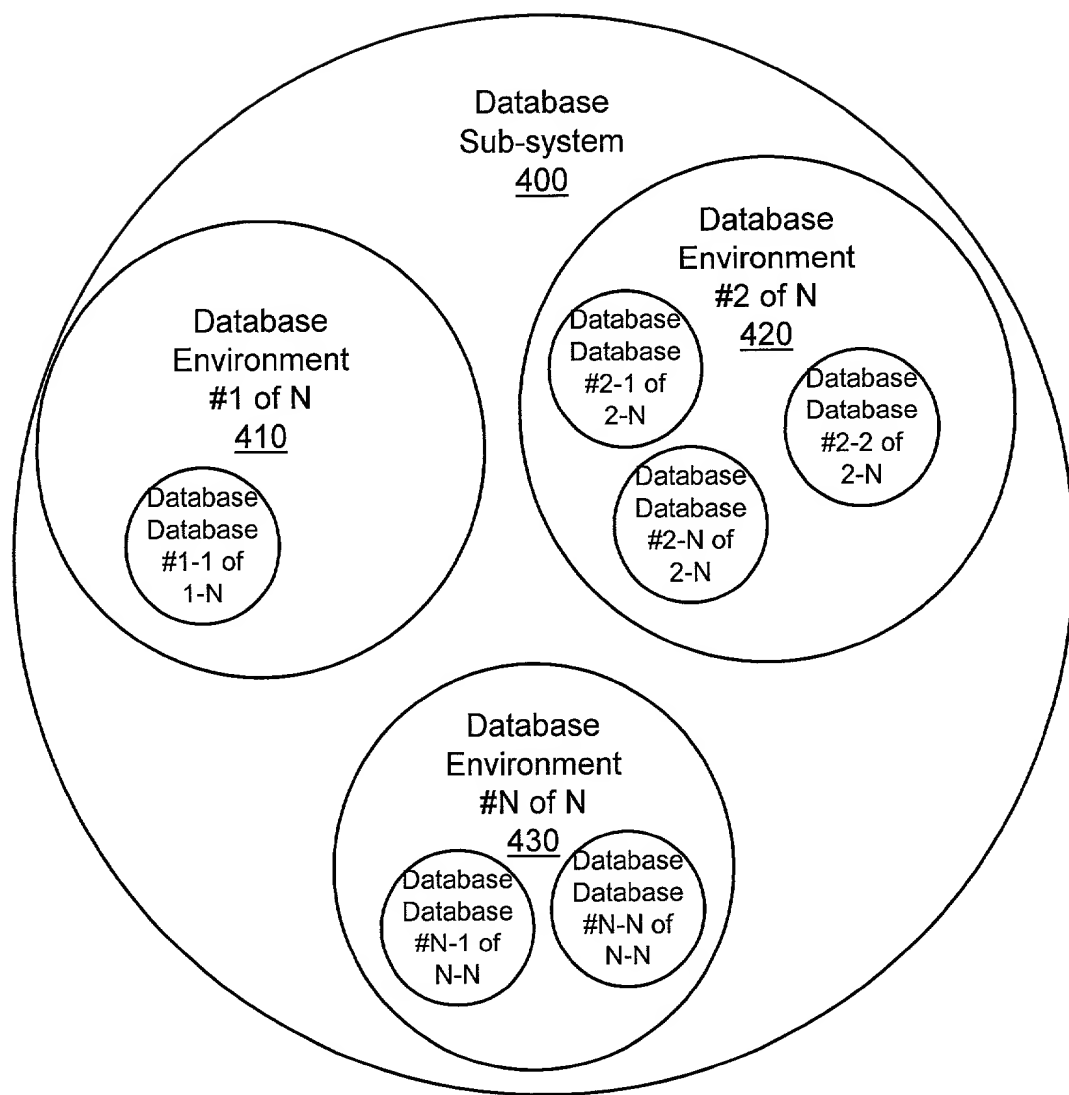 Database
Sub-system
400
Database
Environment
#1 of N
410
Database
Database
#1-1 of
1-N
Database
Environment
#2 of N
420
Database
Database
#2-1 of
2-N
Database
Database
#2-2 of
2-N
Database
Database
#2-N of
2-N
Database
Environment
#N of N
430
Database
Database
#N-1 of
N-N
Database
Database
#N-N of
N-N